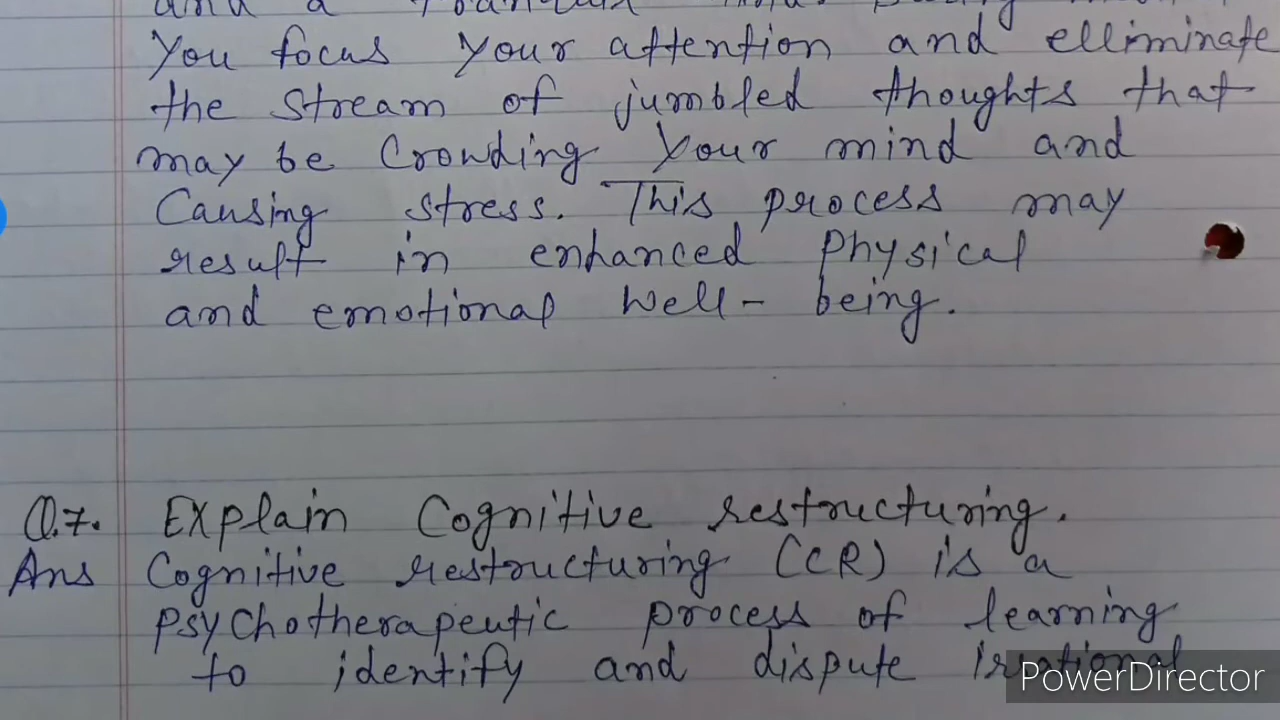 and a
You focus your attention and elliminate
the stream of jumbled thoughts that
may be Crowding your mind and
Causing stress. This process may
result in enhanced physical
and emotional well- being.
Q.7. Explain Cognitive restructuring.
Ans Cognitive restructuring (CR) is a
psychotherapeutic process of learning
to identify and dispute irrational
PowerDirector